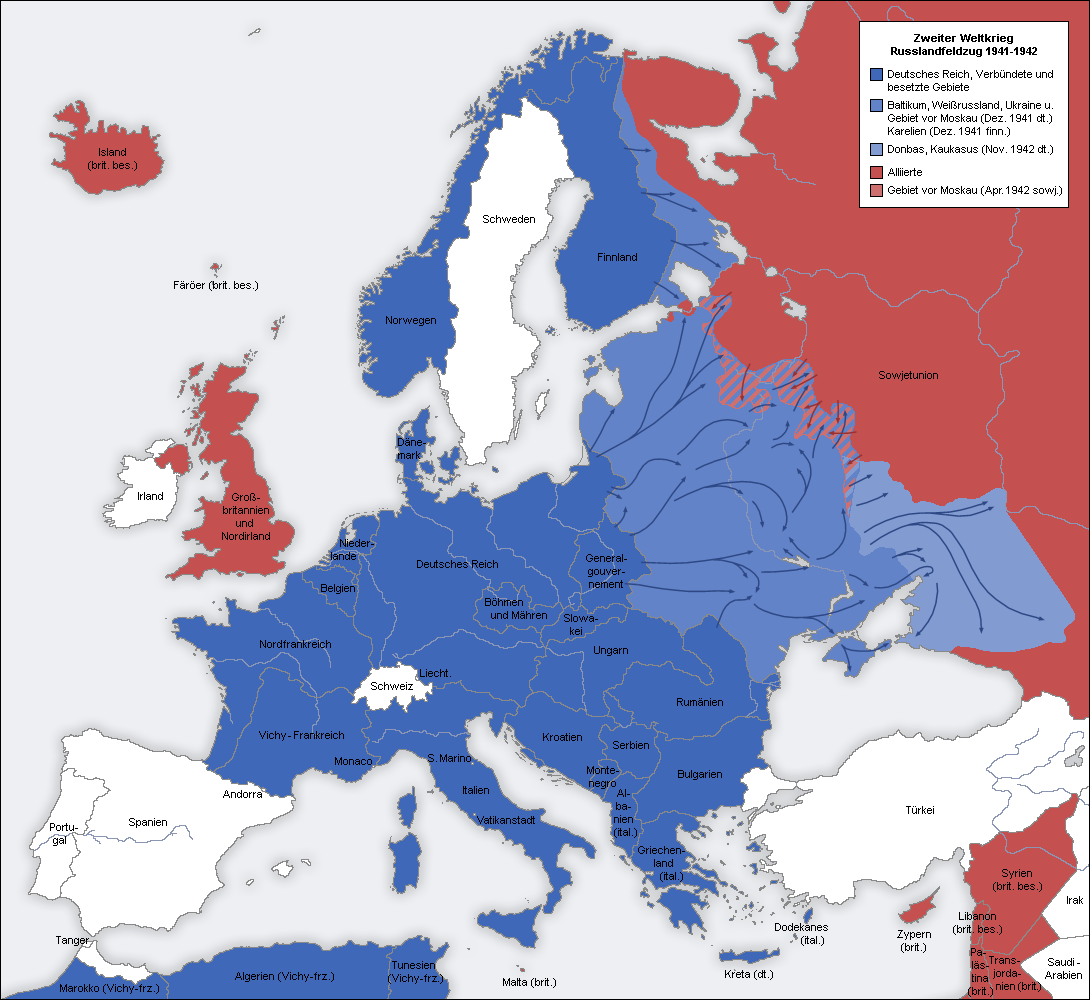 Zweiter Weltkrieg
Russlandfeldzug 1941-1942
Deutsches Reich, Verbündete und
besetzte Gebiete
Baltikum, Weißrussland, Ukraine u.
Gebiet vor Moskau (Dez. 1941 dt.)
Karelien (Dez. 1941 finn.)
Donbas, Kaukasus (Nov. 1942 dt.)
Alliierte
Gebiet vor Moskau (Apr.1942 sowj.)
Island
(brit. bes.)
Schweden
Finnland
Färöer (brit. bes.)
Norwegen
Sowjetunion
Däne-
mark
Irland
Groß-
britannien
und
Nordirland
Nieder-
lande
Deutsches Reich
General-
gouver-
nement
Belgien
Böhmen
und Mähren
Slowa-
kei
Nordfrankreich
Ungarn
Liecht.
Schweiz
Rumänien
Vichy-Frankreich
Kroatien
Serbien
Monaco
S. Marino
Monte-
negro
Bulgarien
Andorra
Italien
Al-
ba-
nien
(ital.)
Türkei
Spanien
Portu-
gal
Vatikanstadt
Griechen-
land
(ital.)
Syrien
(brit. bes.)
Irak
Libanon
(brit. bes.)
Dodekanes
(ital.)
Zypern
(brit.)
Tanger
Pa-
läs-
tina
(brit.)
Trans-
jorda-
nien (brit.)
Saudi-
Arabien
Marokko (Vichy-frz.)
Algerien (Vichy-frz.)
Tunesien
(Vichy-frz.)
Malta (brit.)
Kreta (dt.)